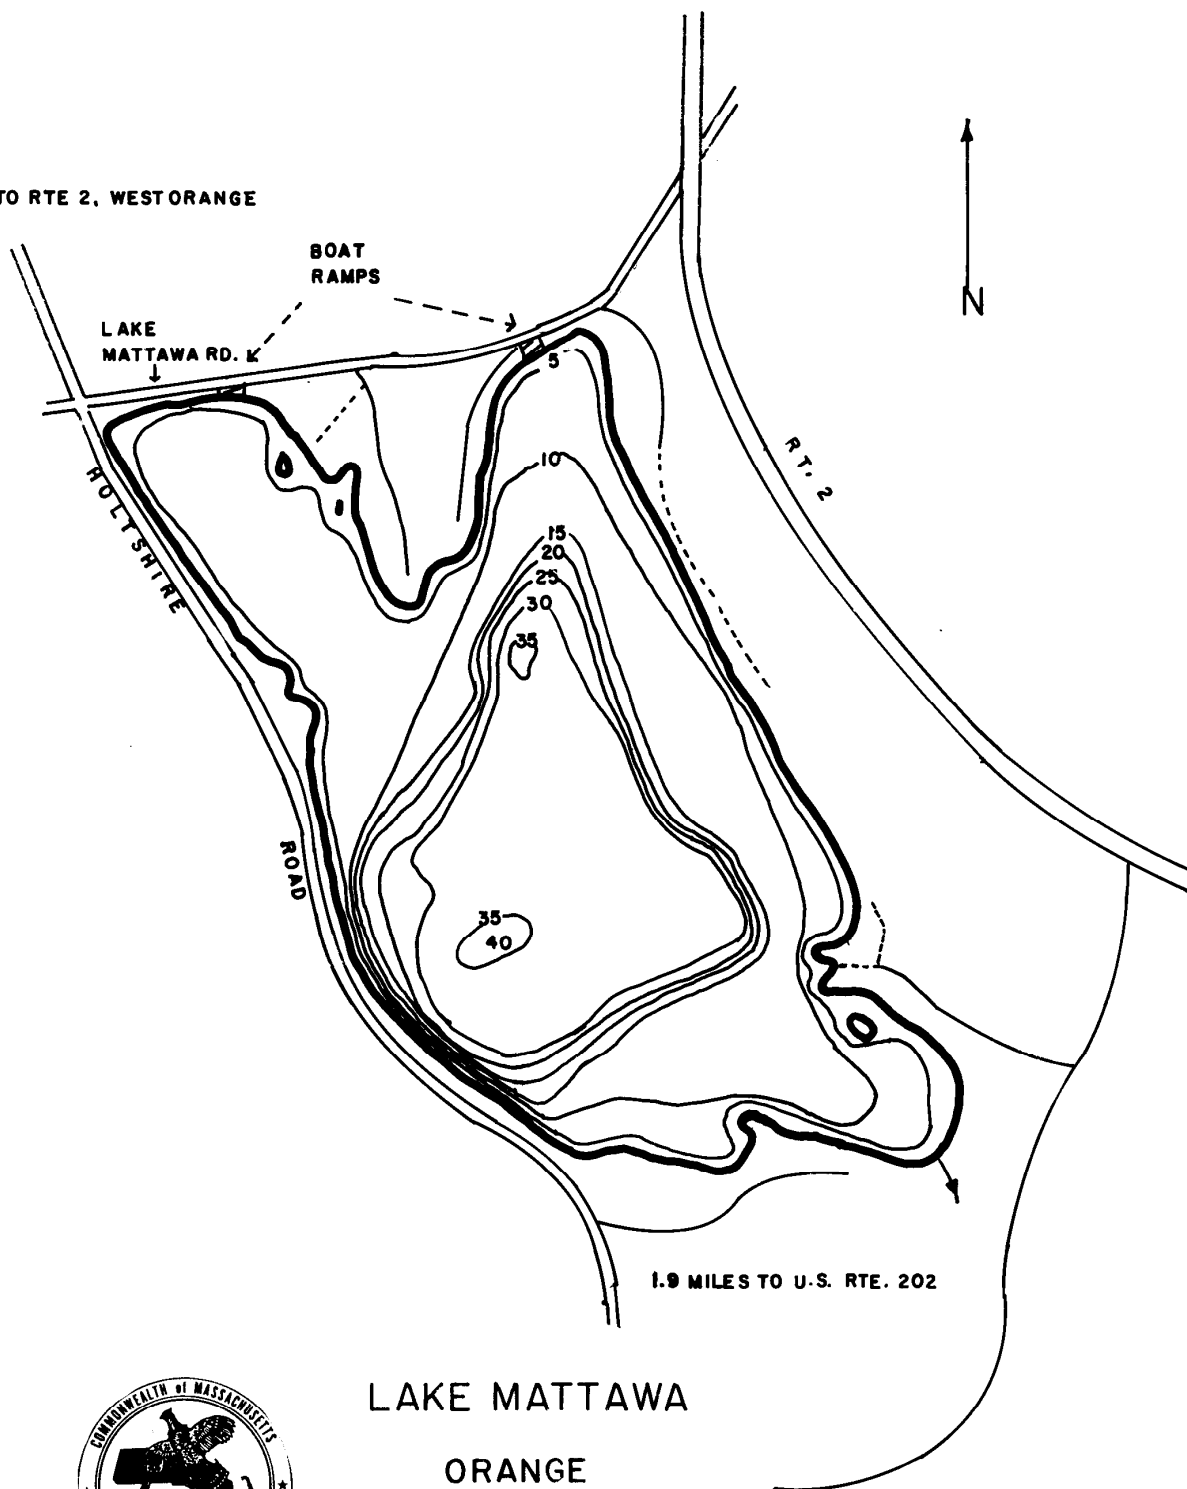 TO RTE 2, WEST ORANGE
BOAT
RAMPS
LAKE
MATTAWA RD.
N
5
10
15
20
25
30
35
35
40
RT. 2
HOLTSHIRE
ROAD
1.9 MILES TO U.S. RTE. 202
LAKE MATTAWA
ORANGE
COMMONWEALTH of MASSACHUSETTS